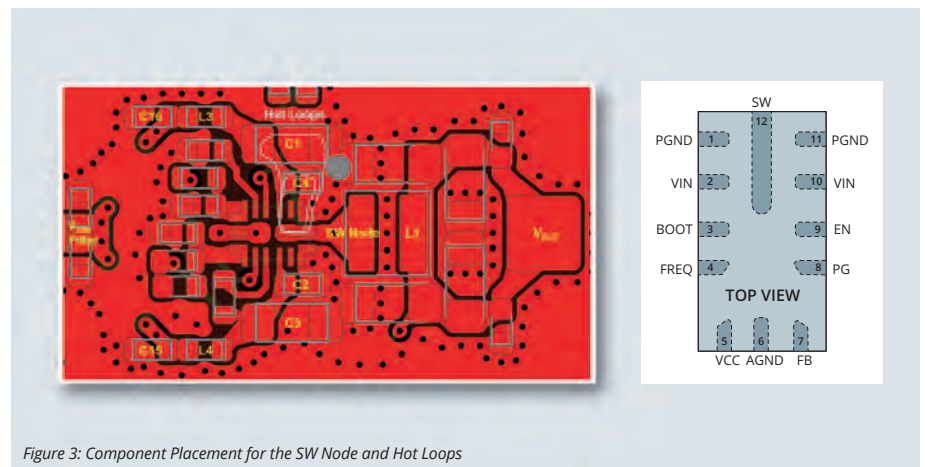 Hot Loops
C16
L3
C1
C4
SW Node
L1
VOUT
C2
C3
C15
L4
SW
12
PGND
1
11
PGND
VIN
2
10
VIN
BOOT
3
9
EN
FREQ
4
8
PG
TOP VIEW
5
6
7
VCC AGND FB
Figure 3: Component Placement for the SW Node and Hot Loops